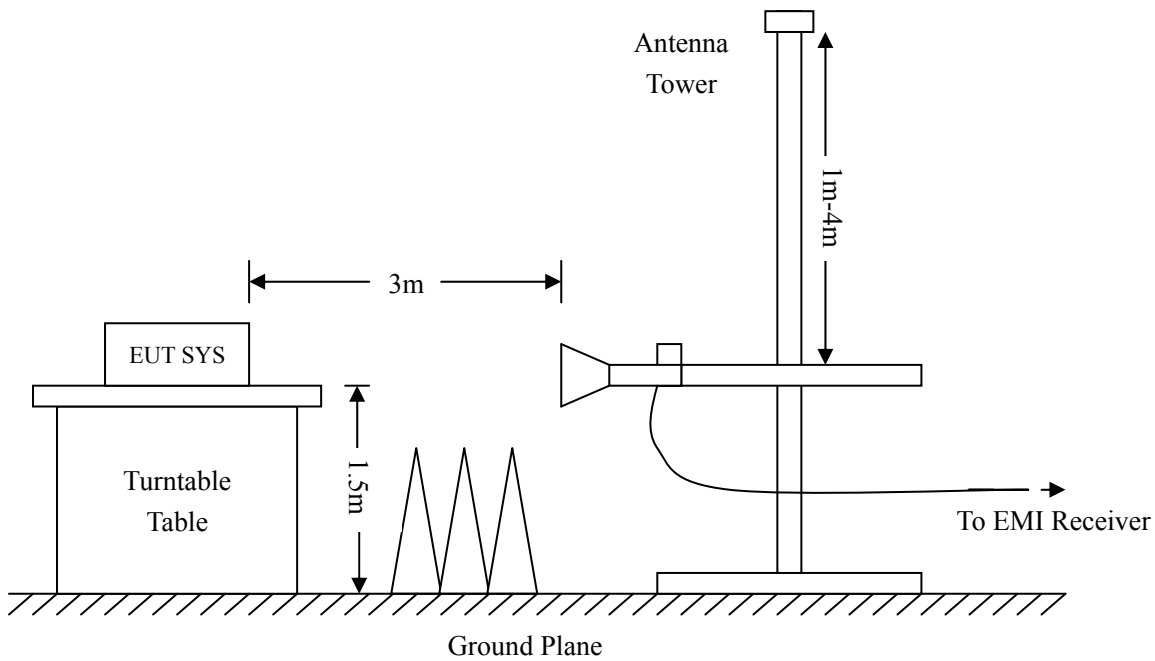 Antenna
Tower
1m-4m
3m
EUT SYS
1.5m
Turntable
Table
To EMI Receiver
Ground Plane